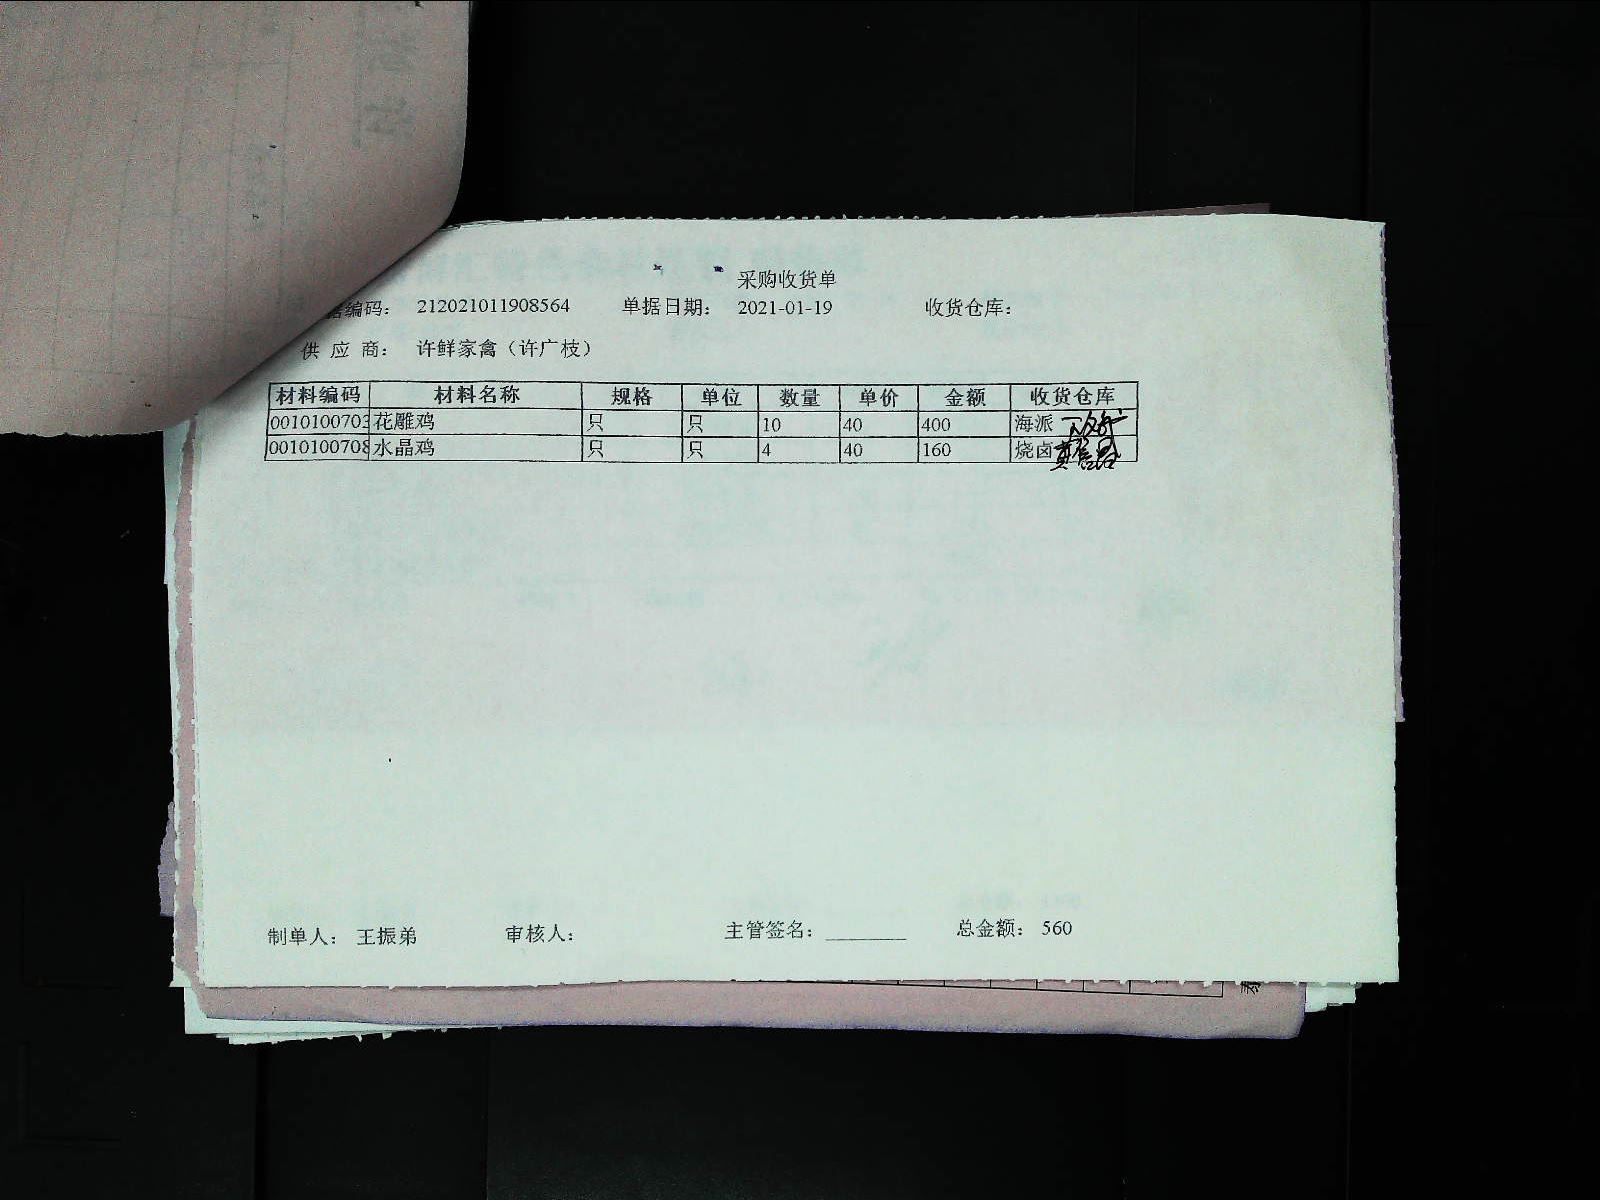 采购收货单
据编码： 212021011908564 单据日期： 2021-01-19 收货仓库：
供 应 商： 许鲜家禽（许广枝）
材料编码 材料名称 规格 单位 数量 单价 金额 收货仓库
0010100703 花雕鸡 只 只 10 40 400 海派
0010100708 水晶鸡 只 只 4 40 160 烧卤
制单人： 王振弟 审核人： 主管签名： ________ 总金额： 560